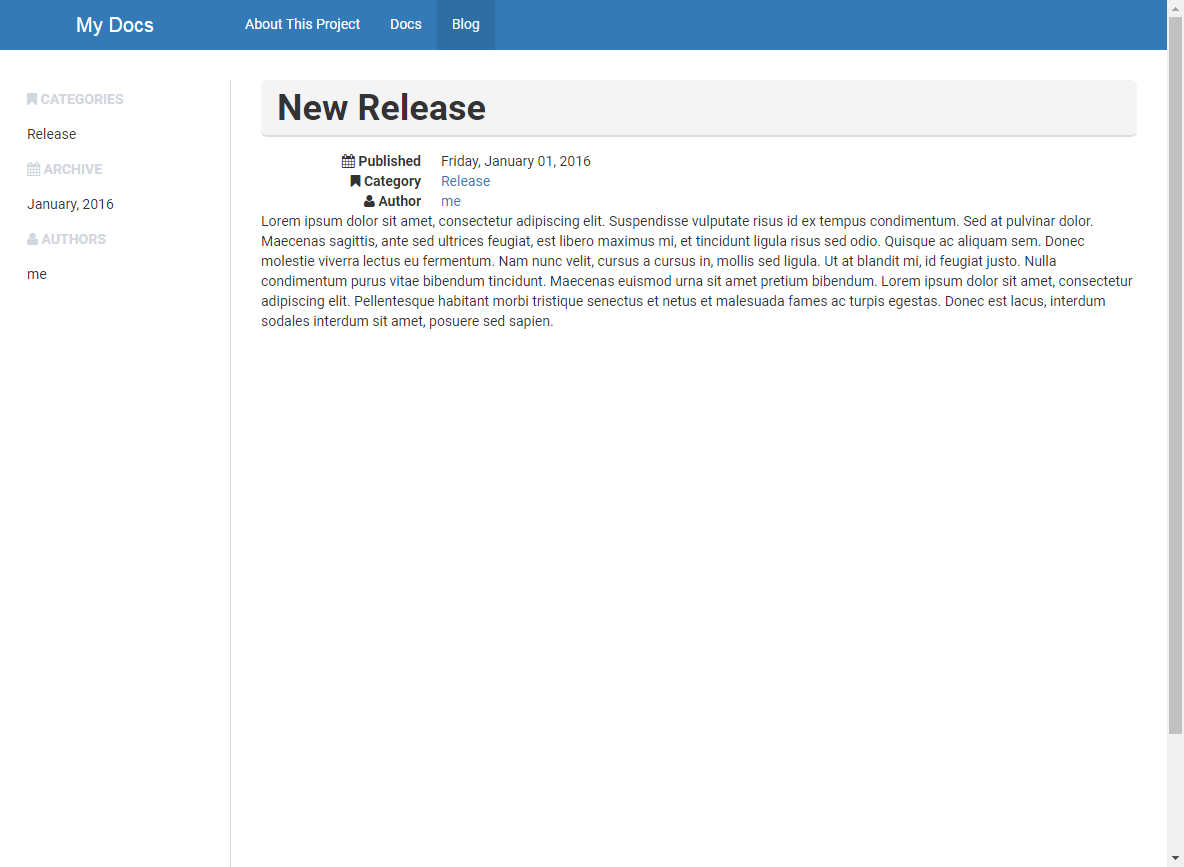 My Docs About This Project Docs Blog
CATEGORIES
Release
ARCHIVE
January, 2016
AUTHORS
me
New Release
Published Friday, January 01, 2016
Category Release
Author me
Lorem ipsum dolor sit amet, consectetur adipiscing elit. Suspendisse vulputate risus id ex tempus condimentum. Sed at pulvinar dolor.
Maecenas sagittis, ante sed ultrices feugiat, est libero maximus mi, et tincidunt ligula risus sed odio. Quisque ac aliquam sem. Donec
molestie viverra lectus eu fermentum. Nam nunc velit, cursus a cursus in, mollis sed ligula. Ut at blandit mi, id feugiat justo. Nulla
condimentum purus vitae bibendum tincidunt. Maecenas euismod urna sit amet pretium bibendum. Lorem ipsum dolor sit amet, consectetur
adipiscing elit. Pellentesque habitant morbi tristique senectus et netus et malesuada fames ac turpis egestas. Donec est lacus, interdum
sodales interdum sit amet, posuere sed sapien.